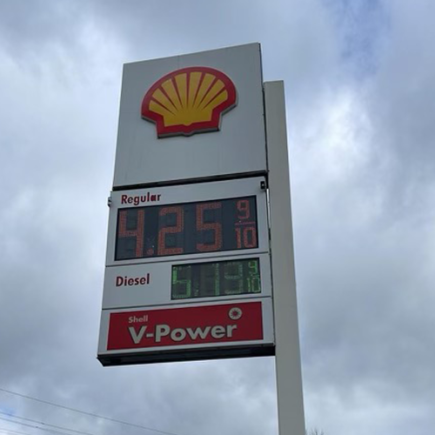 Regular
4.25 9/10
Diesel
5.19 9/10
Shell
V-Power